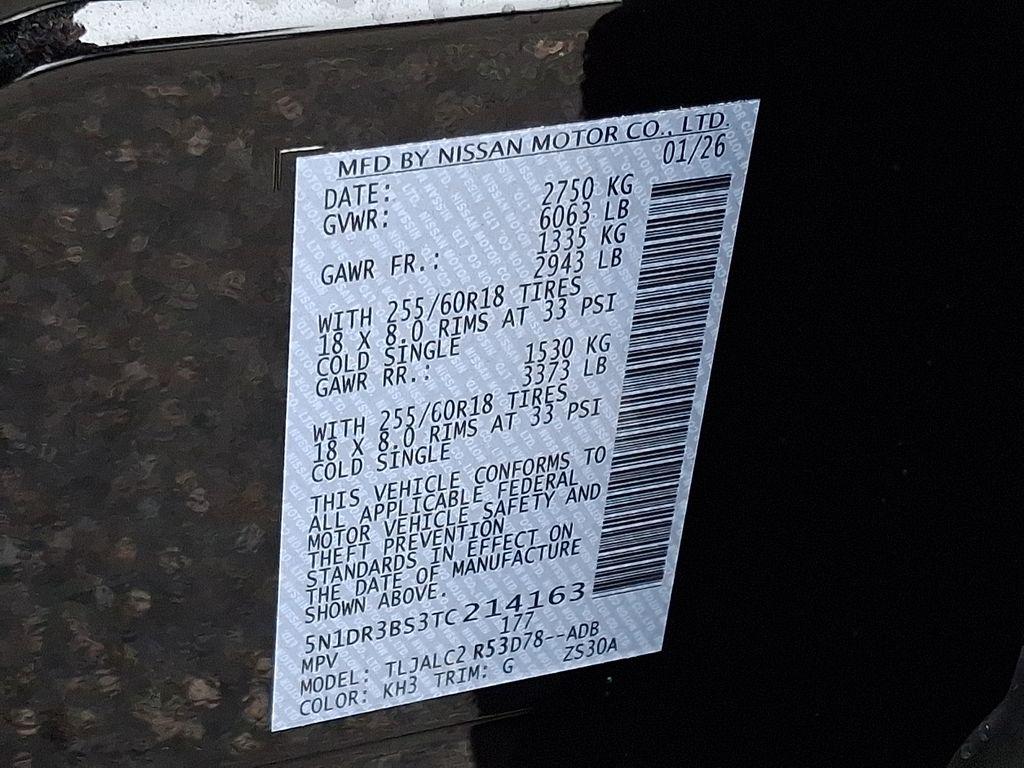 MFD BY NISSAN MOTOR CO., LTD.
DATE: 01/26
GVWR: 2750 KG
6063 LB
GAWR FR.: 1335 KG
2943 LB
WITH 255/60R18 TIRES
18 X 8.0 RIMS AT 33 PSI
COLD SINGLE
GAWR RR.: 1530 KG
3373 LB
WITH 255/60R18 TIRES
18 X 8.0 RIMS AT 33 PSI
COLD SINGLE
THIS VEHICLE CONFORMS TO
ALL APPLICABLE FEDERAL
MOTOR VEHICLE SAFETY AND
THEFT PREVENTION
STANDARDS IN EFFECT ON
THE DATE OF MANUFACTURE
SHOWN ABOVE.
5N1DR3BS3TC214163
MPV 177
MODEL: TLJALC2 R53D78--ADB
COLOR: KH3 TRIM: G ZS30A